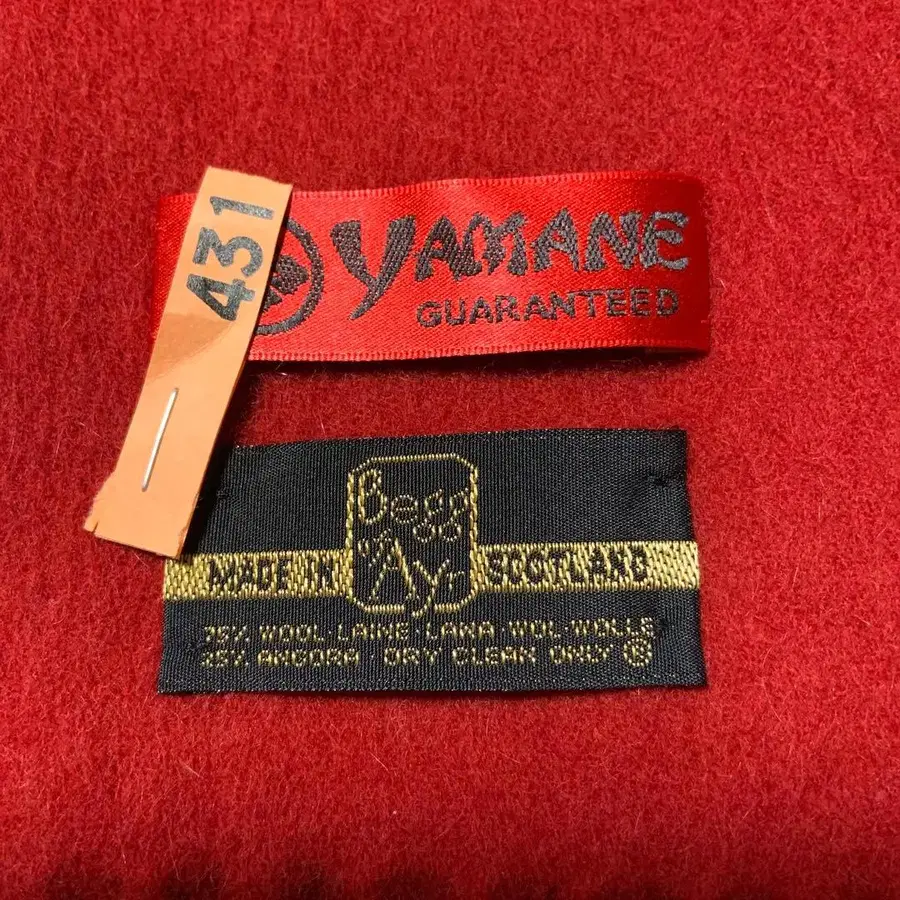 431
YAMANE
GUARANTEED
Begg
of
Ayr
MADE IN SCOTLAND
75% WOOL·LAINE·LANA WOL·WOLLE
25% ANGORA DRY CLEAN ONLY Ⓟ